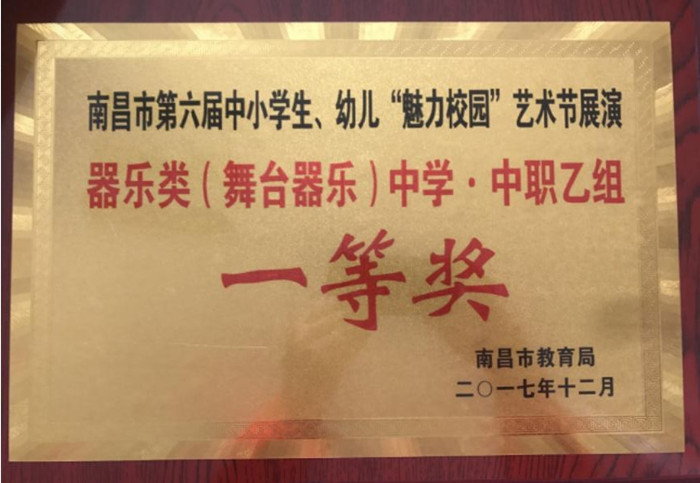 南昌市第六届中小学生、幼儿“魅力校园”艺术节展演
器乐类(舞台器乐)中学·中职乙组
一等奖
南昌市教育局
二〇一七年十二月